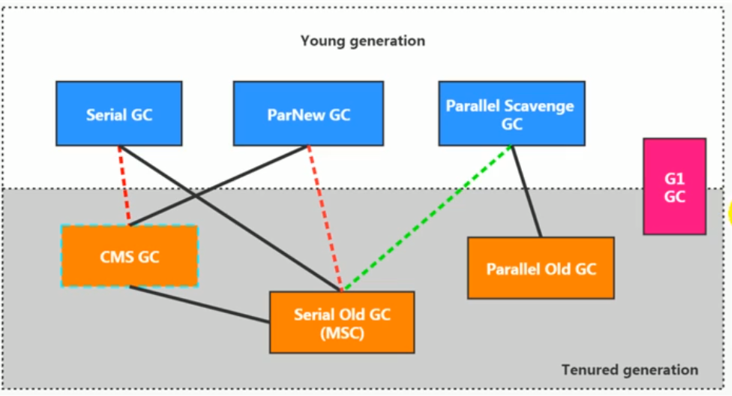 Young generation
Serial GC
ParNew GC
Parallel Scavenge
GC
G1
GC
CMS GC
Parallel Old GC
Serial Old GC
(MSC)
Tenured generation